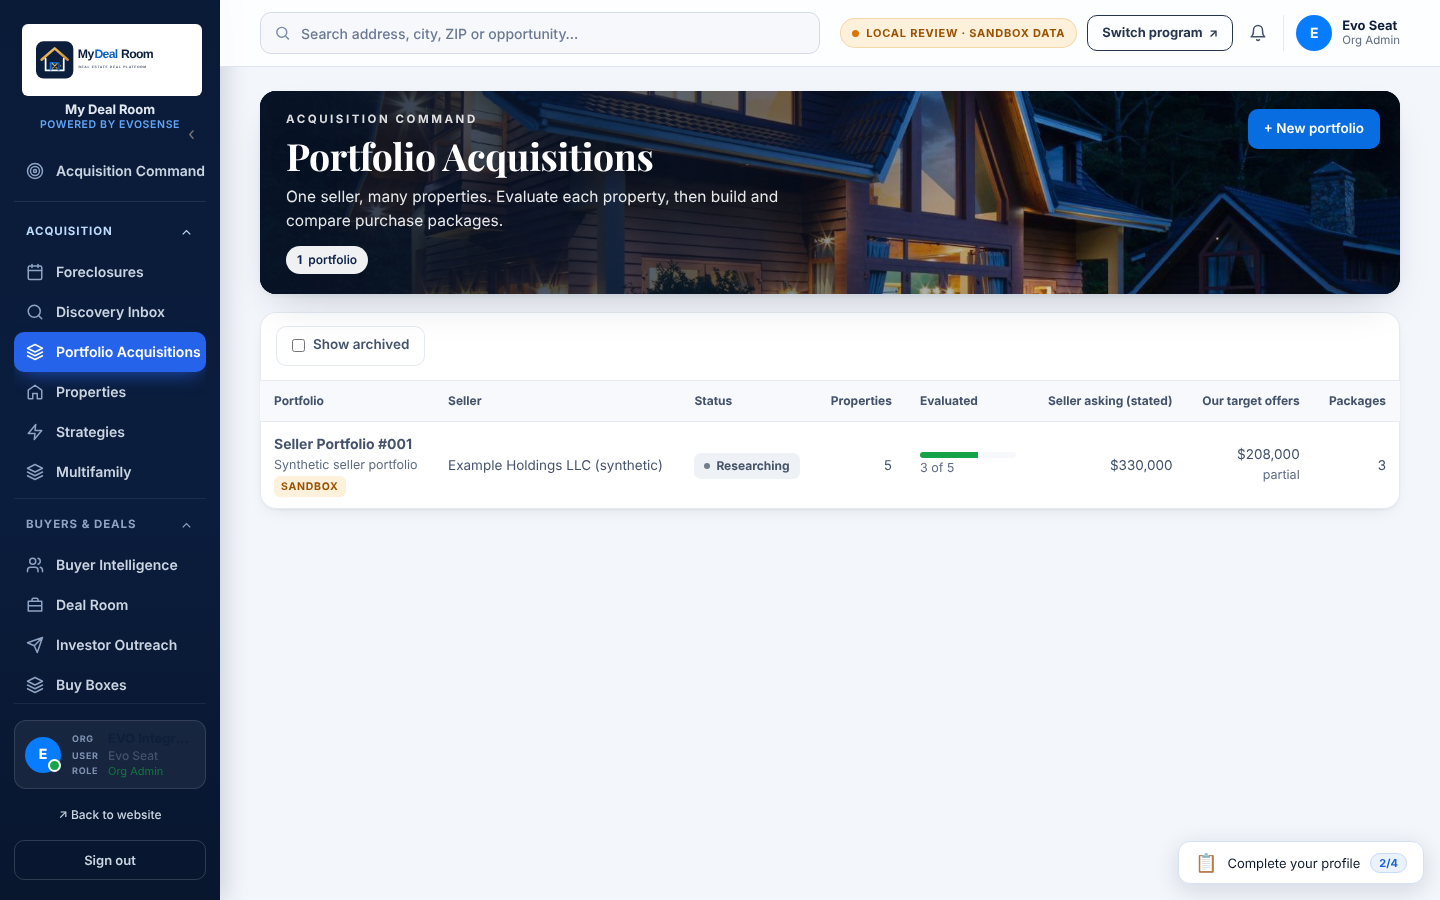 MyDeal Room
REAL ESTATE DEAL PLATFORM
My Deal Room
POWERED BY EVOSENSE
Acquisition Command
ACQUISITION
Foreclosures
Discovery Inbox
Portfolio Acquisitions
Properties
Strategies
Multifamily
BUYERS & DEALS
Buyer Intelligence
Deal Room
Investor Outreach
Buy Boxes
E
ORG EVO Integr...
USER Evo Seat
ROLE Org Admin
↗ Back to website
Sign out
Search address, city, ZIP or opportunity...
LOCAL REVIEW · SANDBOX DATA
Switch program ↗
E
Evo Seat
Org Admin
ACQUISITION COMMAND
Portfolio Acquisitions
One seller, many properties. Evaluate each property, then build and
compare purchase packages.
1 portfolio
+ New portfolio
Show archived
Portfolio Seller Status Properties Evaluated Seller asking (stated) Our target offers Packages
Seller Portfolio #001
Synthetic seller portfolio
SANDBOX
Example Holdings LLC (synthetic)
Researching
5
3 of 5
$330,000
$208,000
partial
3
Complete your profile 2/4